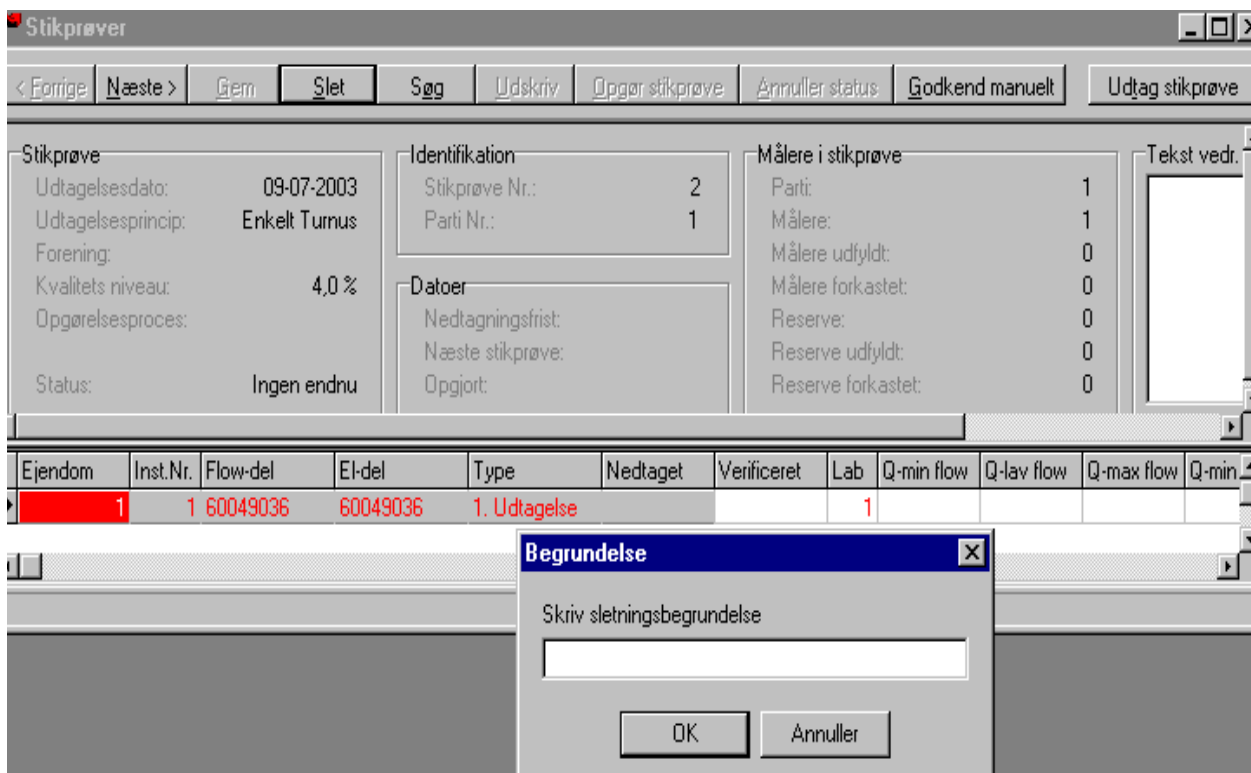 Stikprøver
< Forrige Næste > Gem Slet Søg Udskriv Opgør stikprøve Annuller status Godkend manuelt Udtag stikprøve
Stikprøve
Udtagelsesdato: 09-07-2003
Udtagelsesprincip: Enkelt Turnus
Forening:
Kvalitets niveau: 4,0 %
Opgørelsesproces:
Status: Ingen endnu
Identifikation
Stikprøve Nr.: 2
Parti Nr.: 1
Datoer
Nedtagningsfrist:
Næste stikprøve:
Opgjort:
Målere i stikprøve
Parti: 1
Målere: 1
Målere udfyldt: 0
Målere forkastet: 0
Reserve: 0
Reserve udfyldt: 0
Reserve forkastet: 0
Tekst vedr.
Ejendom Inst.Nr. Flow-del El-del Type Nedtaget Verificeret Lab Q-min flow Q-lav flow Q-max flow Q-min
1 1 60049036 60049036 1. Udtagelse 1
Begrundelse
Skriv sletningsbegrundelse
OK Annuller